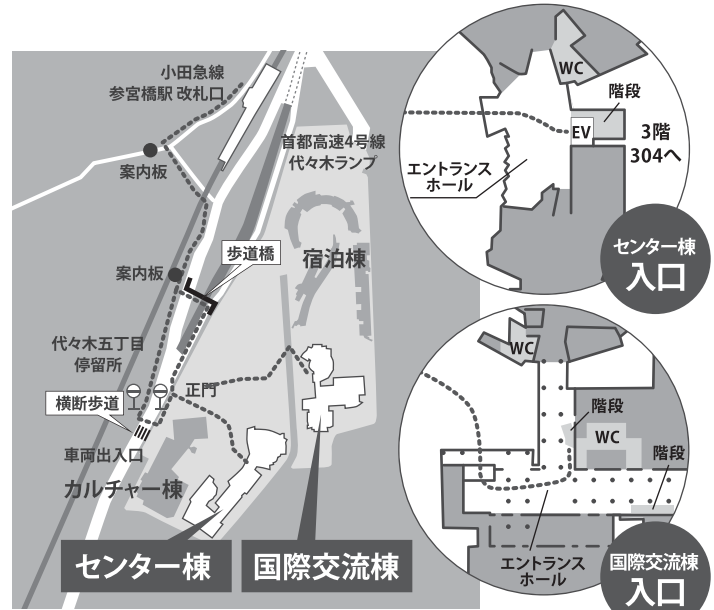 小田急線
参宮橋駅 改札口
案内板
首都高速4号線
代々木ランプ
歩道橋
宿泊棟
案内板
代々木五丁目
停留所
正門
横断歩道
車両出入口
カルチャー棟
センター棟
国際交流棟
WC
階段
EV
3階
304へ
エントランス
ホール
センター棟
入口
WC
階段
WC
階段
エントランス
ホール
国際交流棟
入口